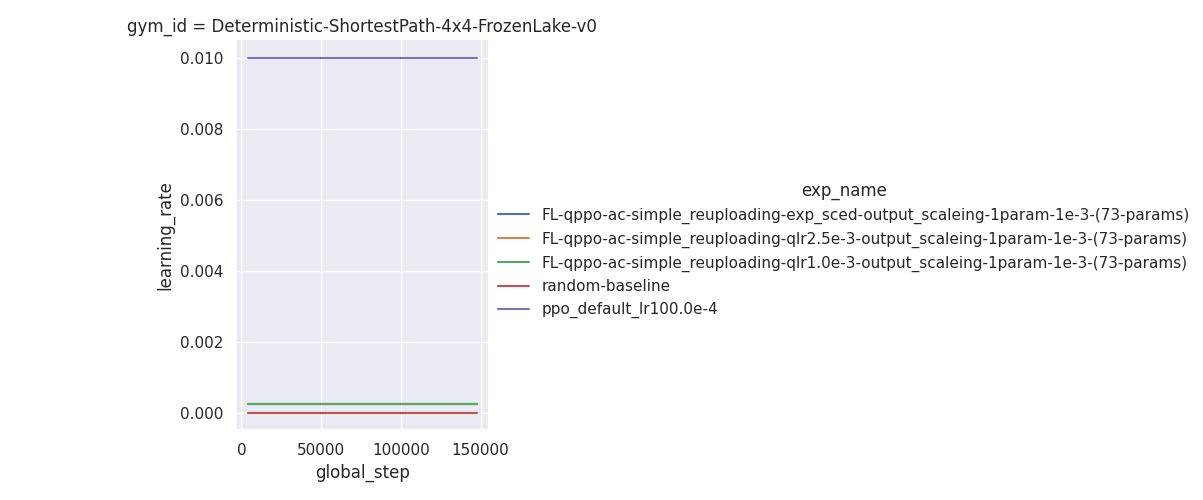 gym_id = Deterministic-ShortestPath-4x4-FrozenLake-v0
0.010
0.008
0.006
0.004
0.002
0.000
learning_rate
0 50000 100000 150000
global_step
exp_name
FL-qppo-ac-simple_reuploading-exp_sced-output_scaleing-1param-1e-3-(73-params)
FL-qppo-ac-simple_reuploading-qlr2.5e-3-output_scaleing-1param-1e-3-(73-params)
FL-qppo-ac-simple_reuploading-qlr1.0e-3-output_scaleing-1param-1e-3-(73-params)
random-baseline
ppo_default_lr100.0e-4